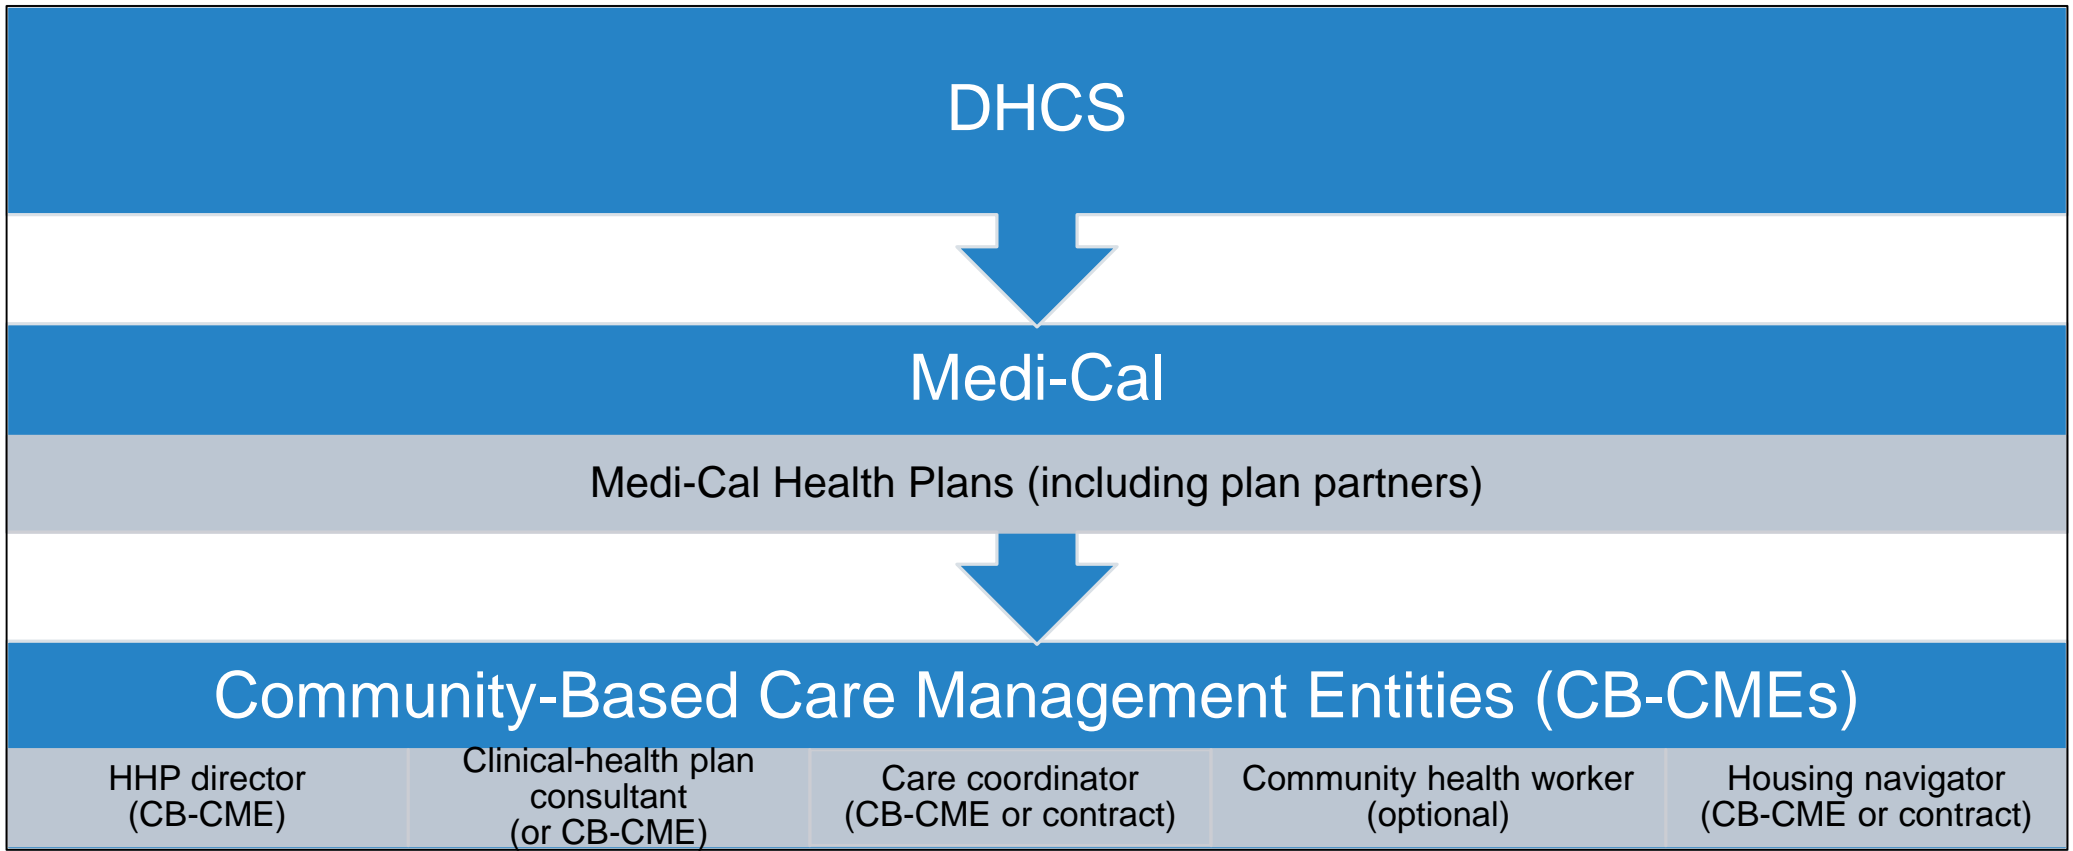 DHCS
Medi-Cal
Medi-Cal Health Plans (including plan partners)
Community-Based Care Management Entities (CB-CMEs)
HHP director
(CB-CME)
Clinical-health plan
consultant
(or CB-CME)
Care coordinator
(CB-CME or contract)
Community health worker
(optional)
Housing navigator
(CB-CME or contract)